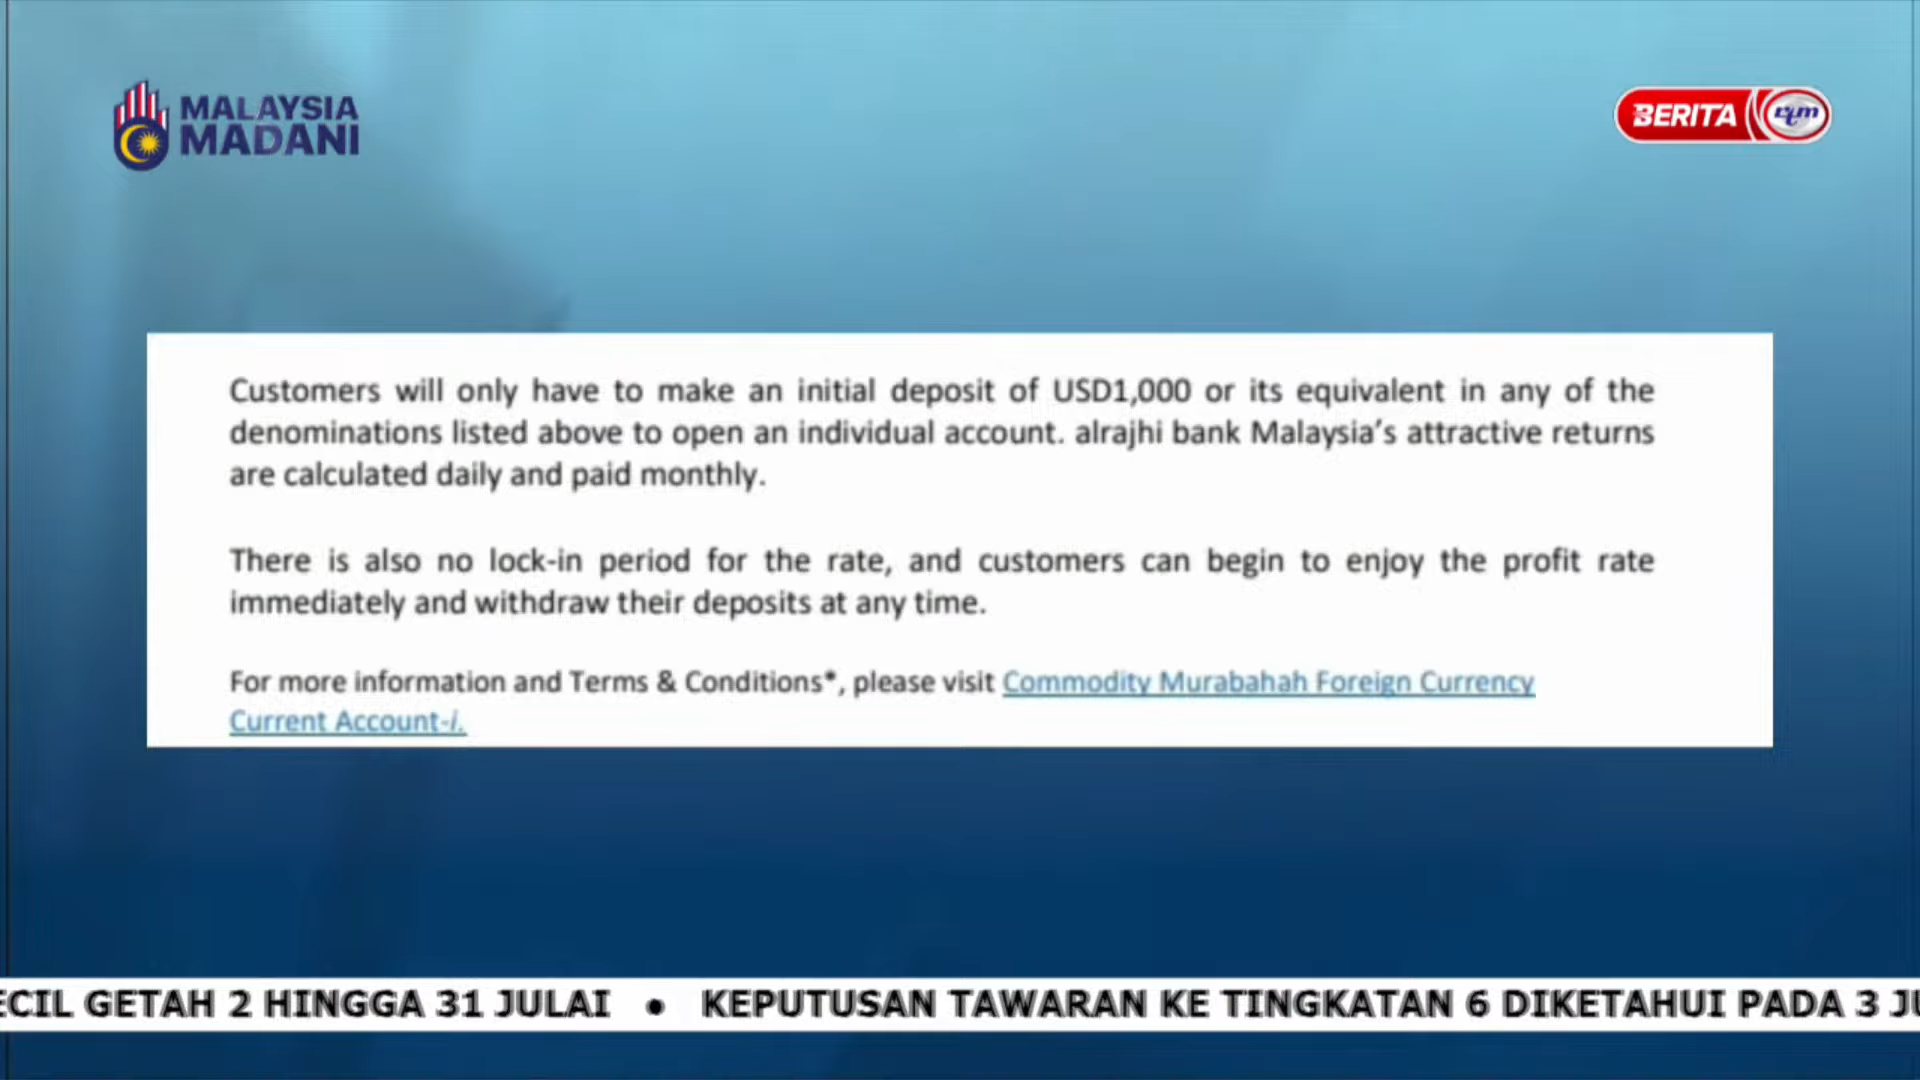 MALAYSIA
MADANI
BERITA rtm
Customers will only have to make an initial deposit of USD1,000 or its equivalent in any of the
denominations listed above to open an individual account. alrajhi bank Malaysia’s attractive returns
are calculated daily and paid monthly.
There is also no lock-in period for the rate, and customers can begin to enjoy the profit rate
immediately and withdraw their deposits at any time.
For more information and Terms & Conditions*, please visit Commodity Murabahah Foreign Currency
Current Account-i.
ECIL GETAH 2 HINGGA 31 JULAI • KEPUTUSAN TAWARAN KE TINGKATAN 6 DIKETAHUI PADA 3 JU